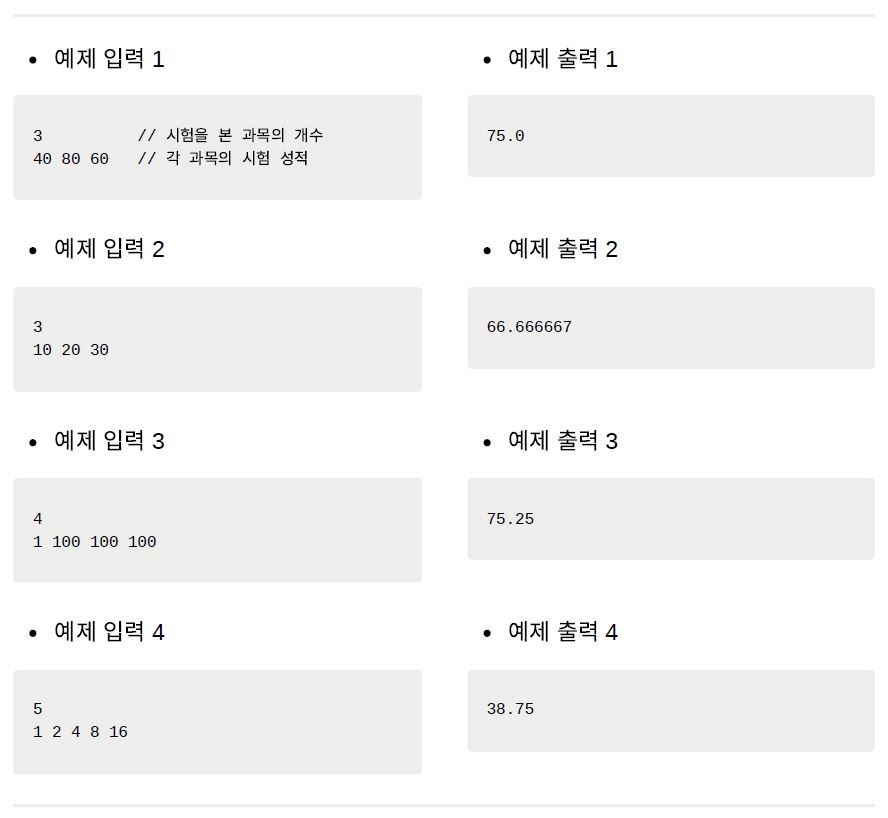 예제 입력 1
3 // 시험을 본 과목의 개수
40 80 60 // 각 과목의 시험 성적
예제 출력 1
75.0
예제 입력 2
3
10 20 30
예제 출력 2
66.666667
예제 입력 3
4
1 100 100 100
예제 출력 3
75.25
예제 입력 4
5
1 2 4 8 16
예제 출력 4
38.75